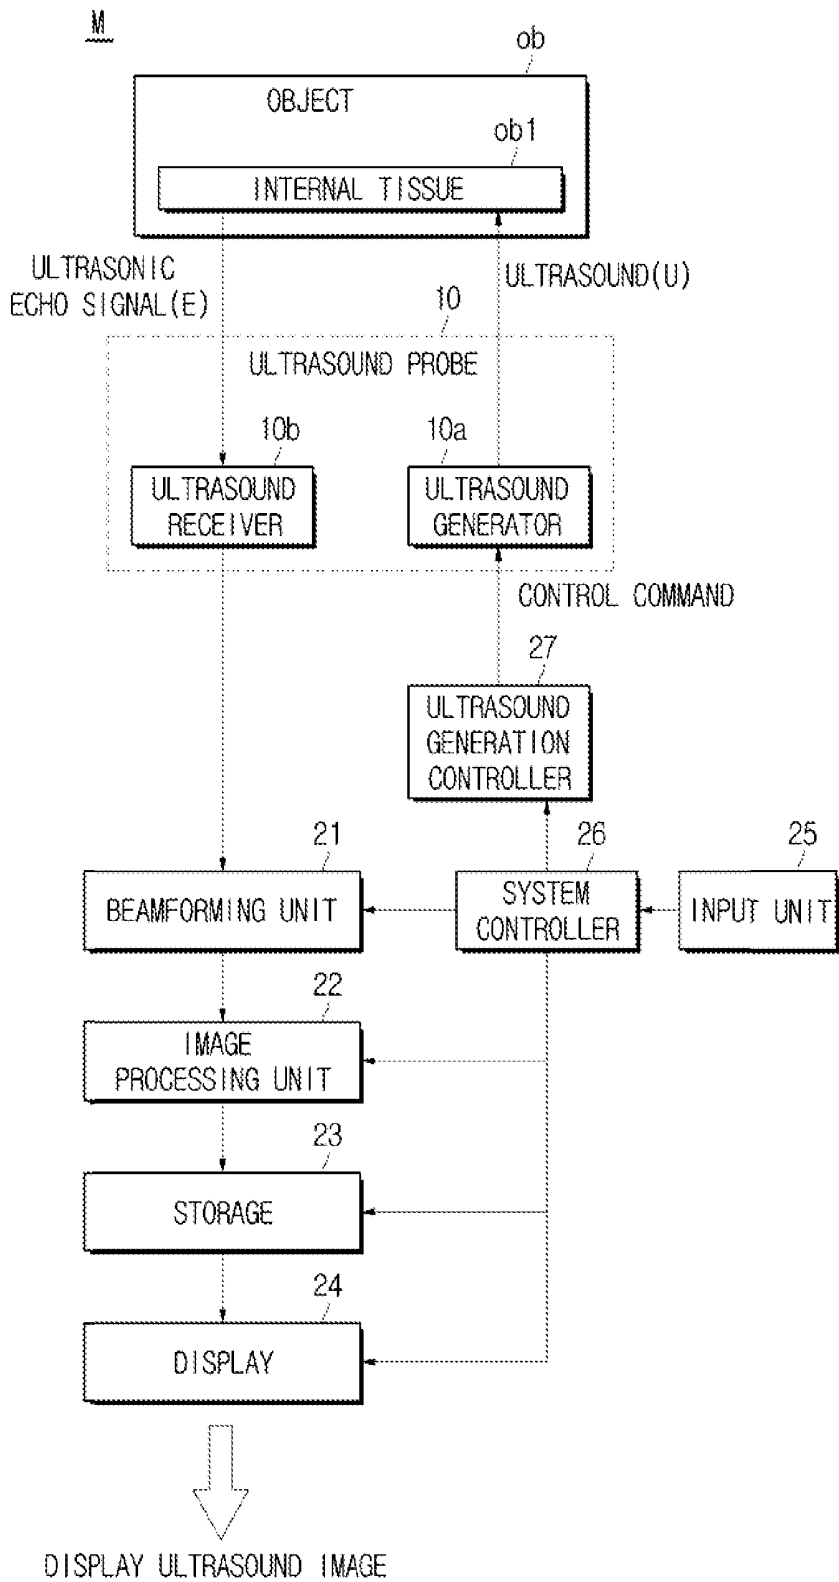 M
ob
OBJECT
ob1
INTERNAL TISSUE
ULTRASONIC
ECHO SIGNAL(E)
ULTRASOUND(U)
10
ULTRASOUND PROBE
10b
10a
ULTRASOUND
RECEIVER
ULTRASOUND
GENERATOR
CONTROL COMMAND
27
ULTRASOUND
GENERATION
CONTROLLER
21
26
25
BEAMFORMING UNIT
SYSTEM
CONTROLLER
INPUT UNIT
22
IMAGE
PROCESSING UNIT
23
STORAGE
24
DISPLAY
DISPLAY ULTRASOUND IMAGE